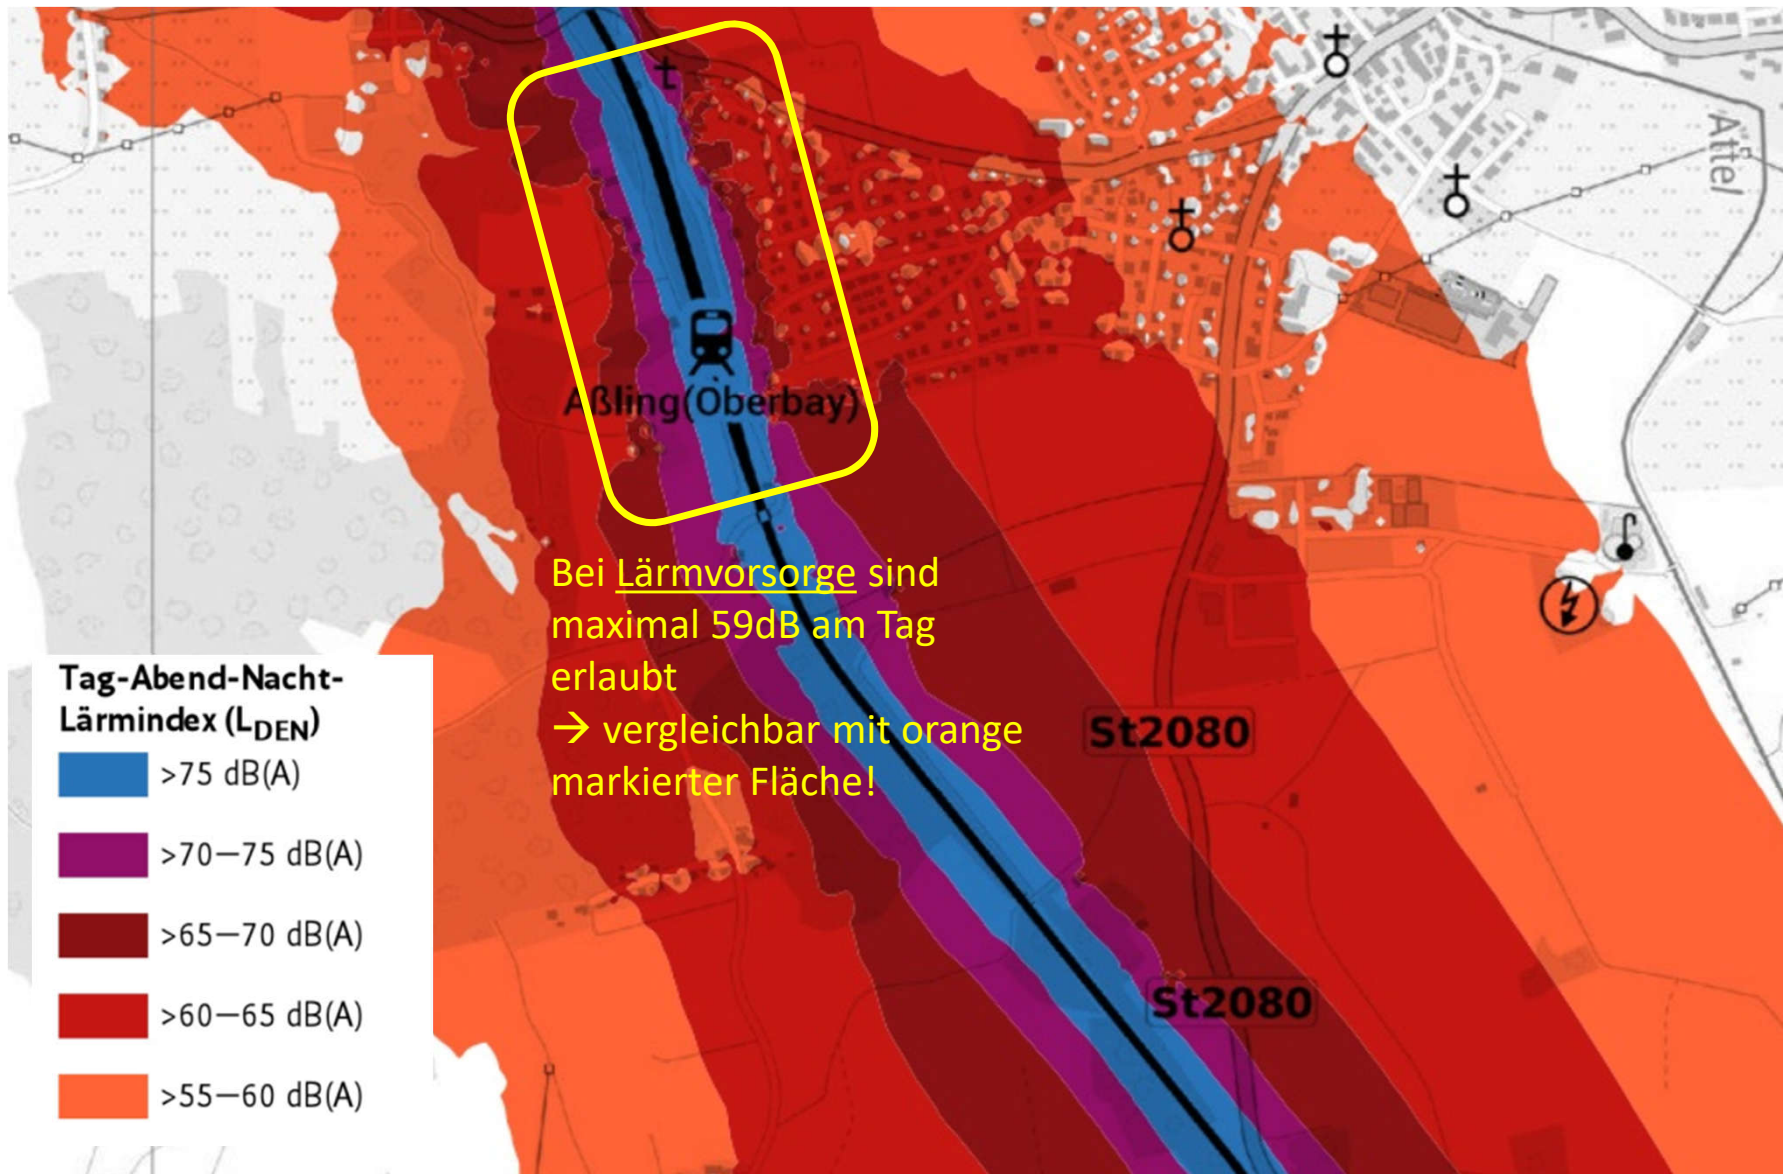 Attel
Aßling(Oberbay)
Bei Lärmvorsorge sind
maximal 59dB am Tag
erlaubt
→ vergleichbar mit orange
markierter Fläche!
St2080
St2080
Tag-Abend-Nacht-
Lärmindex (LDEN)
>75 dB(A)
>70–75 dB(A)
>65–70 dB(A)
>60–65 dB(A)
>55–60 dB(A)